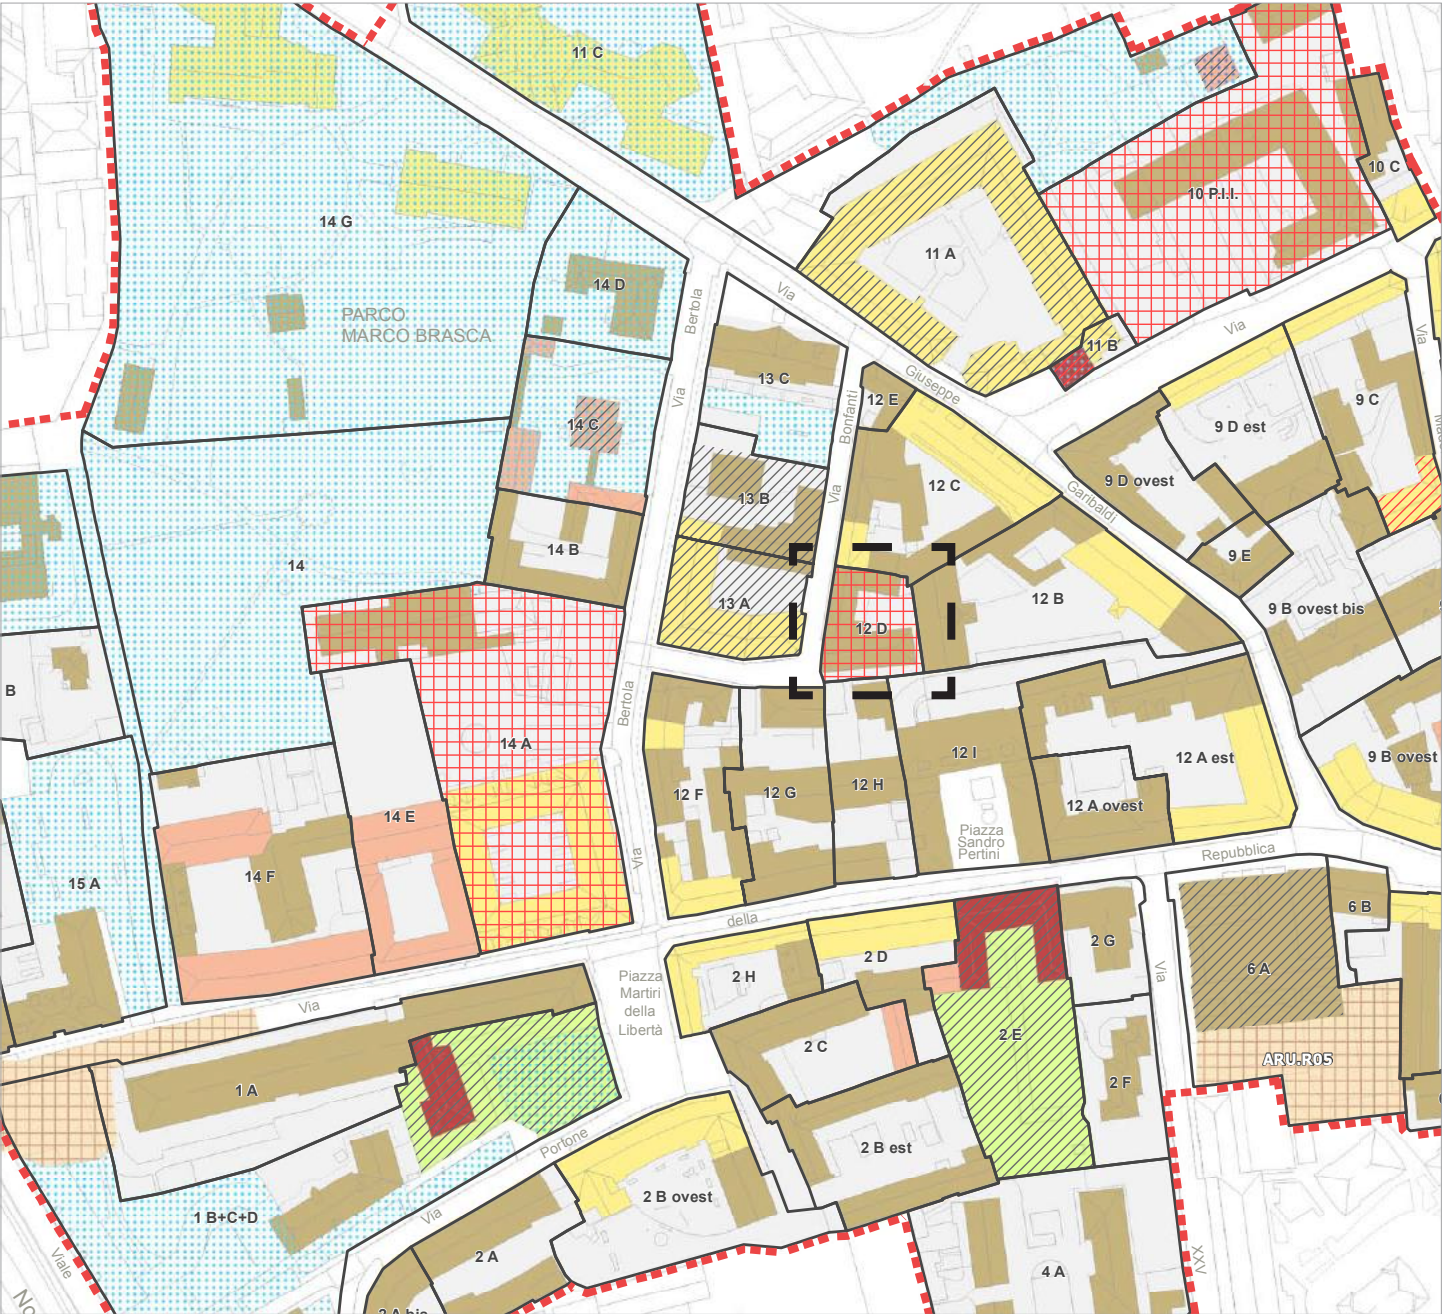 11 C
14 G
10 C
10 P.I.I.
11 A
14 D
PARCO
MARCO BRASCA
Bertola
Via
Via
Via
11 B
13 C
Giuseppe
Via
12 E
Bonfanti
Via
9 C
14 C
9 D est
12 C
9 D ovest
Garibaldi
13 B
Via
14 B
9 E
14
13 A
12 D
12 B
9 B ovest bis
B
Bertola
14 A
12 I
12 A est
9 B ovest
12 F
12 G
12 H
12 A ovest
14 E
Piazza
Sandro
Pertini
Via
Repubblica
14 F
15 A
della
6 B
2 G
2 D
2 H
6 A
Via
Piazza
Martiri
della
Libertà
Via
2 E
2 C
ARU.R05
1 A
2 F
Portone
2 B est
2 B ovest
1 B+C+D
Via
2 A
Viale
4 A
XXV
No